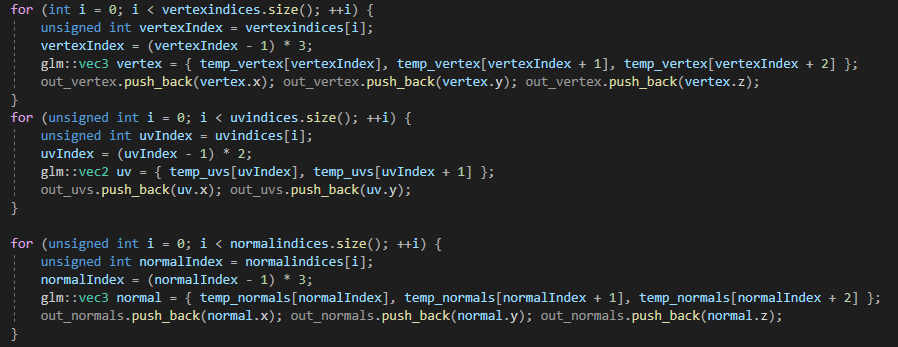 for (int i = 0; i < vertexindices.size(); ++i) {
    unsigned int vertexIndex = vertexindices[i];
    vertexIndex = (vertexIndex - 1) * 3;
    glm::vec3 vertex = { temp_vertex[vertexIndex], temp_vertex[vertexIndex + 1], temp_vertex[vertexIndex + 2] };
    out_vertex.push_back(vertex.x); out_vertex.push_back(vertex.y); out_vertex.push_back(vertex.z);
}
for (unsigned int i = 0; i < uvindices.size(); ++i) {
    unsigned int uvIndex = uvindices[i];
    uvIndex = (uvIndex - 1) * 2;
    glm::vec2 uv = { temp_uvs[uvIndex], temp_uvs[uvIndex + 1] };
    out_uvs.push_back(uv.x); out_uvs.push_back(uv.y);
}
for (unsigned int i = 0; i < normalindices.size(); ++i) {
    unsigned int normalIndex = normalindices[i];
    normalIndex = (normalIndex - 1) * 3;
    glm::vec3 normal = { temp_normals[normalIndex], temp_normals[normalIndex + 1], temp_normals[normalIndex + 2] };
    out_normals.push_back(normal.x); out_normals.push_back(normal.y); out_normals.push_back(normal.z);
}